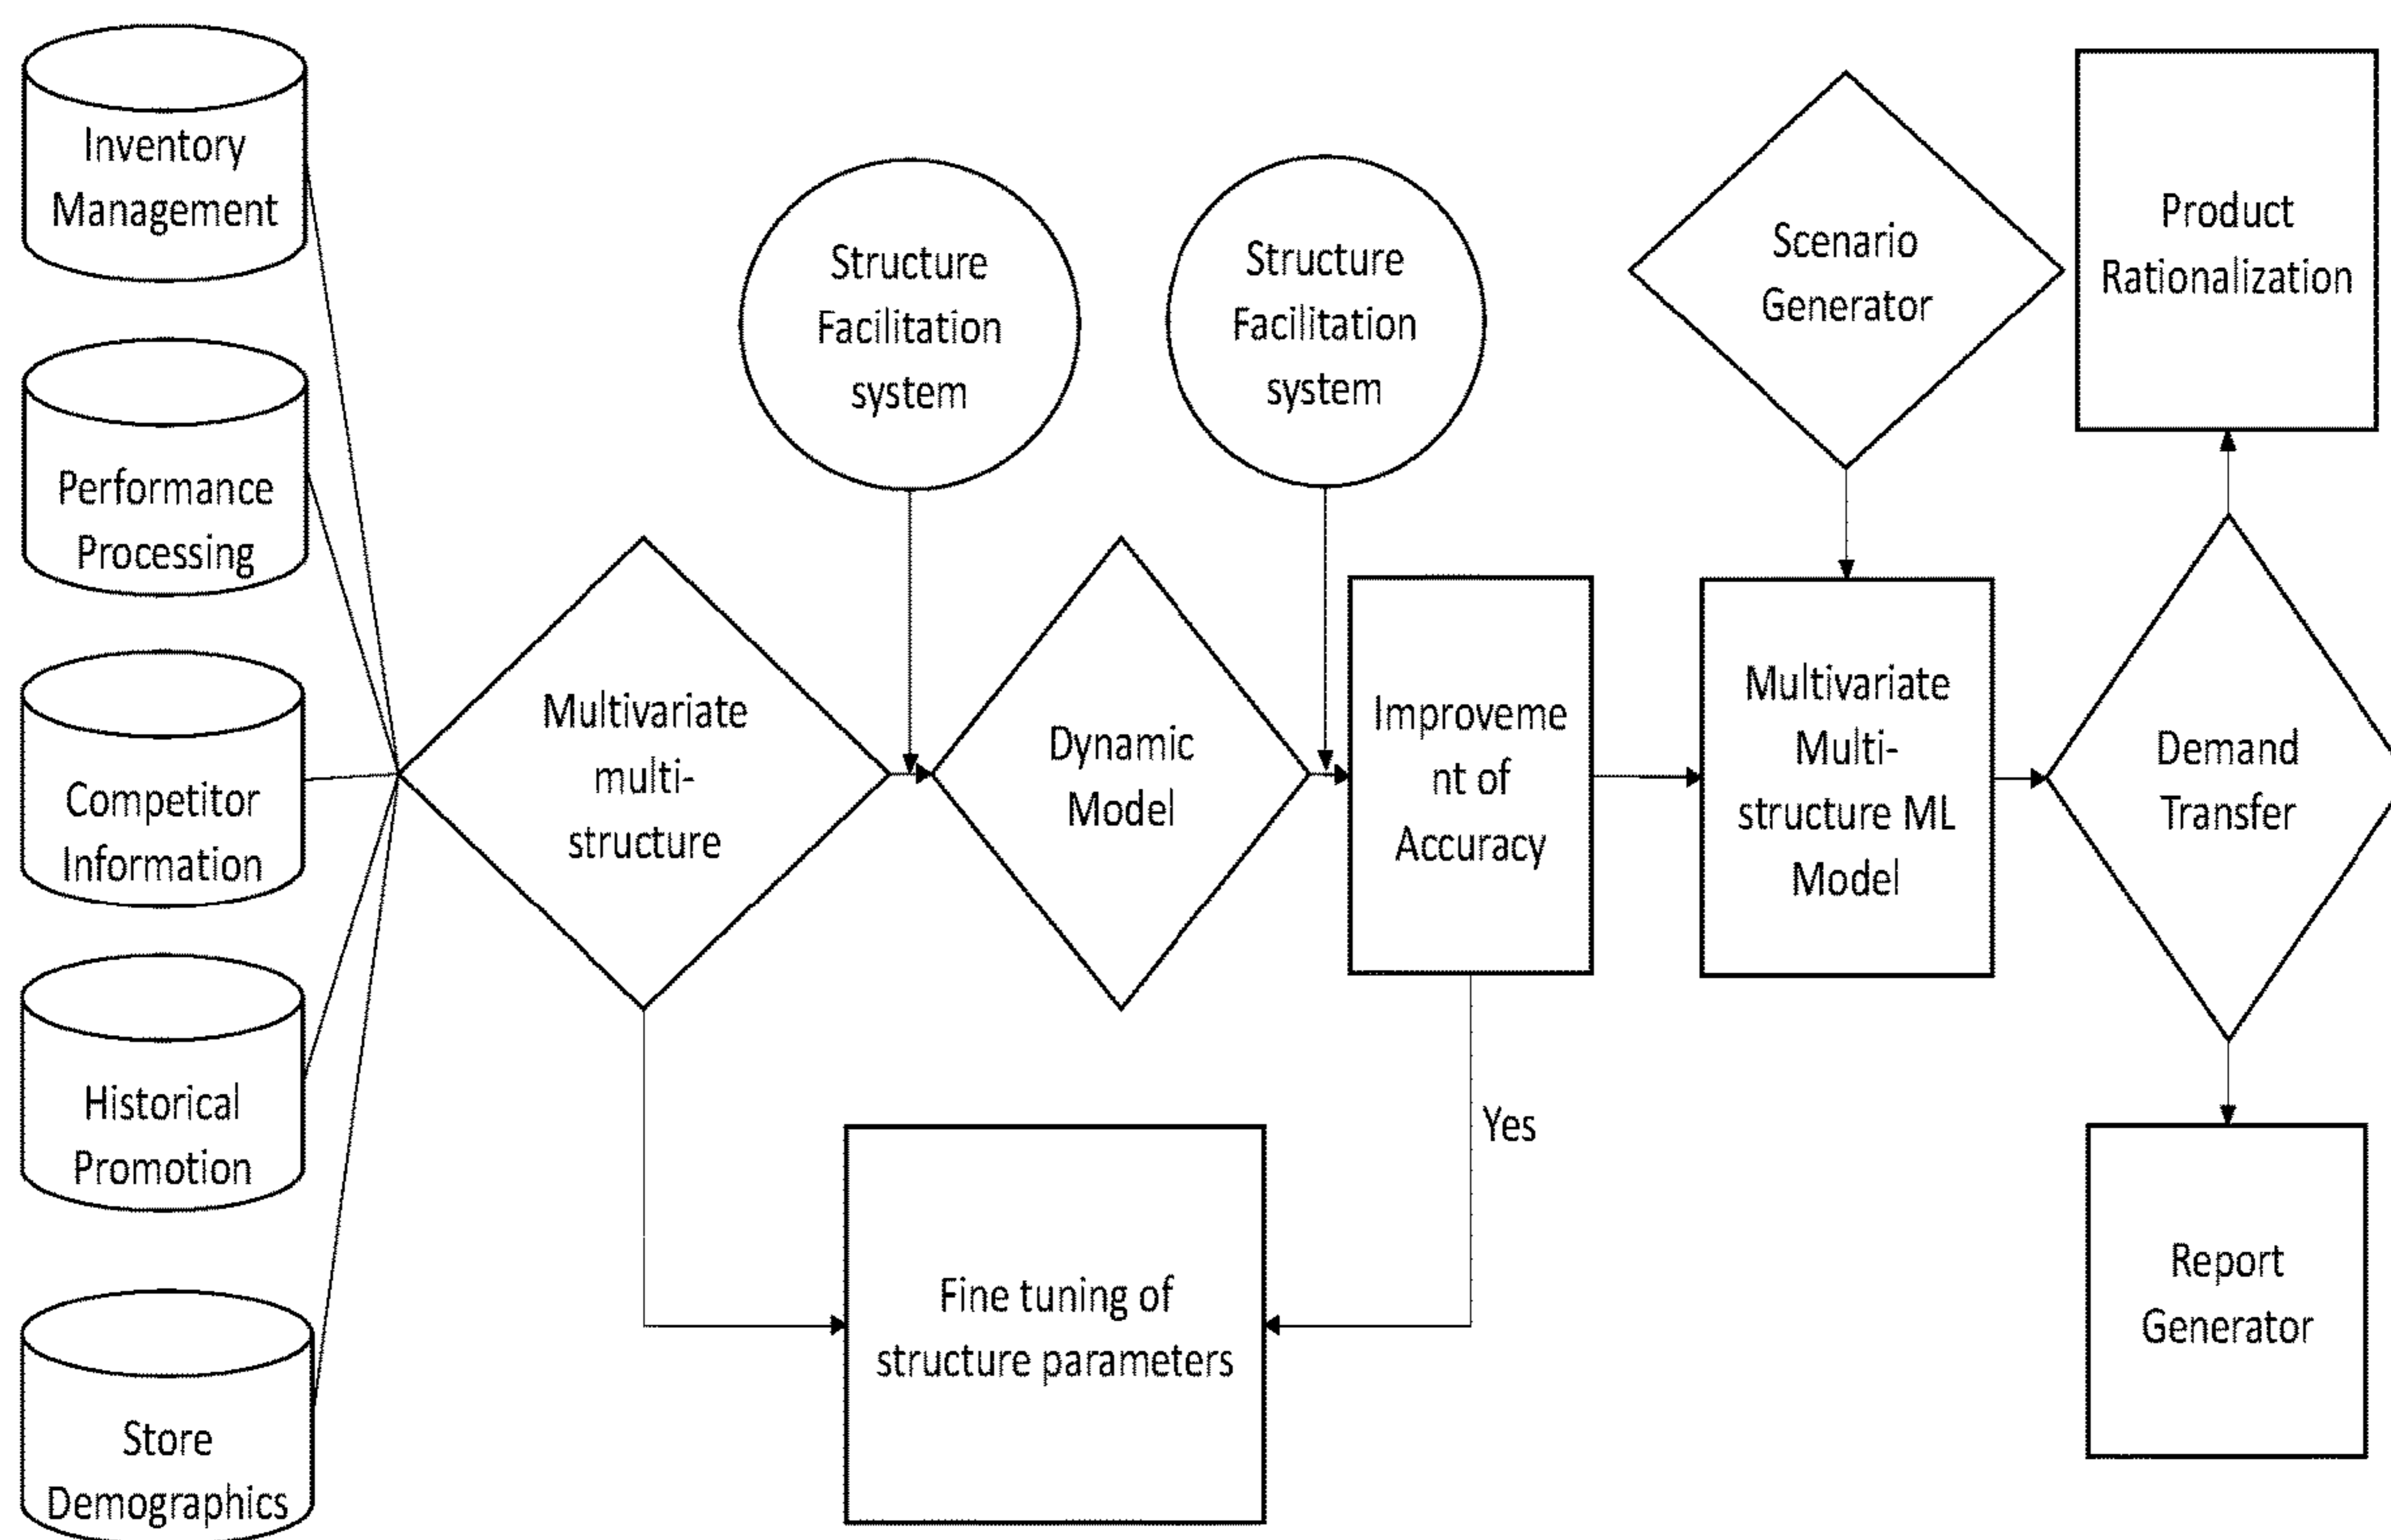 Inventory
Management
Performance
Processing
Competitor
Information
Historical
Promotion
Store
Demographics
Multivariate
multi-
structure
Structure
Facilitation
system
Dynamic
Model
Structure
Facilitation
system
Improveme
nt of
Accuracy
Yes
Fine tuning of
structure parameters
Scenario
Generator
Multivariate
Multi-
structure ML
Model
Product
Rationalization
Demand
Transfer
Report
Generator